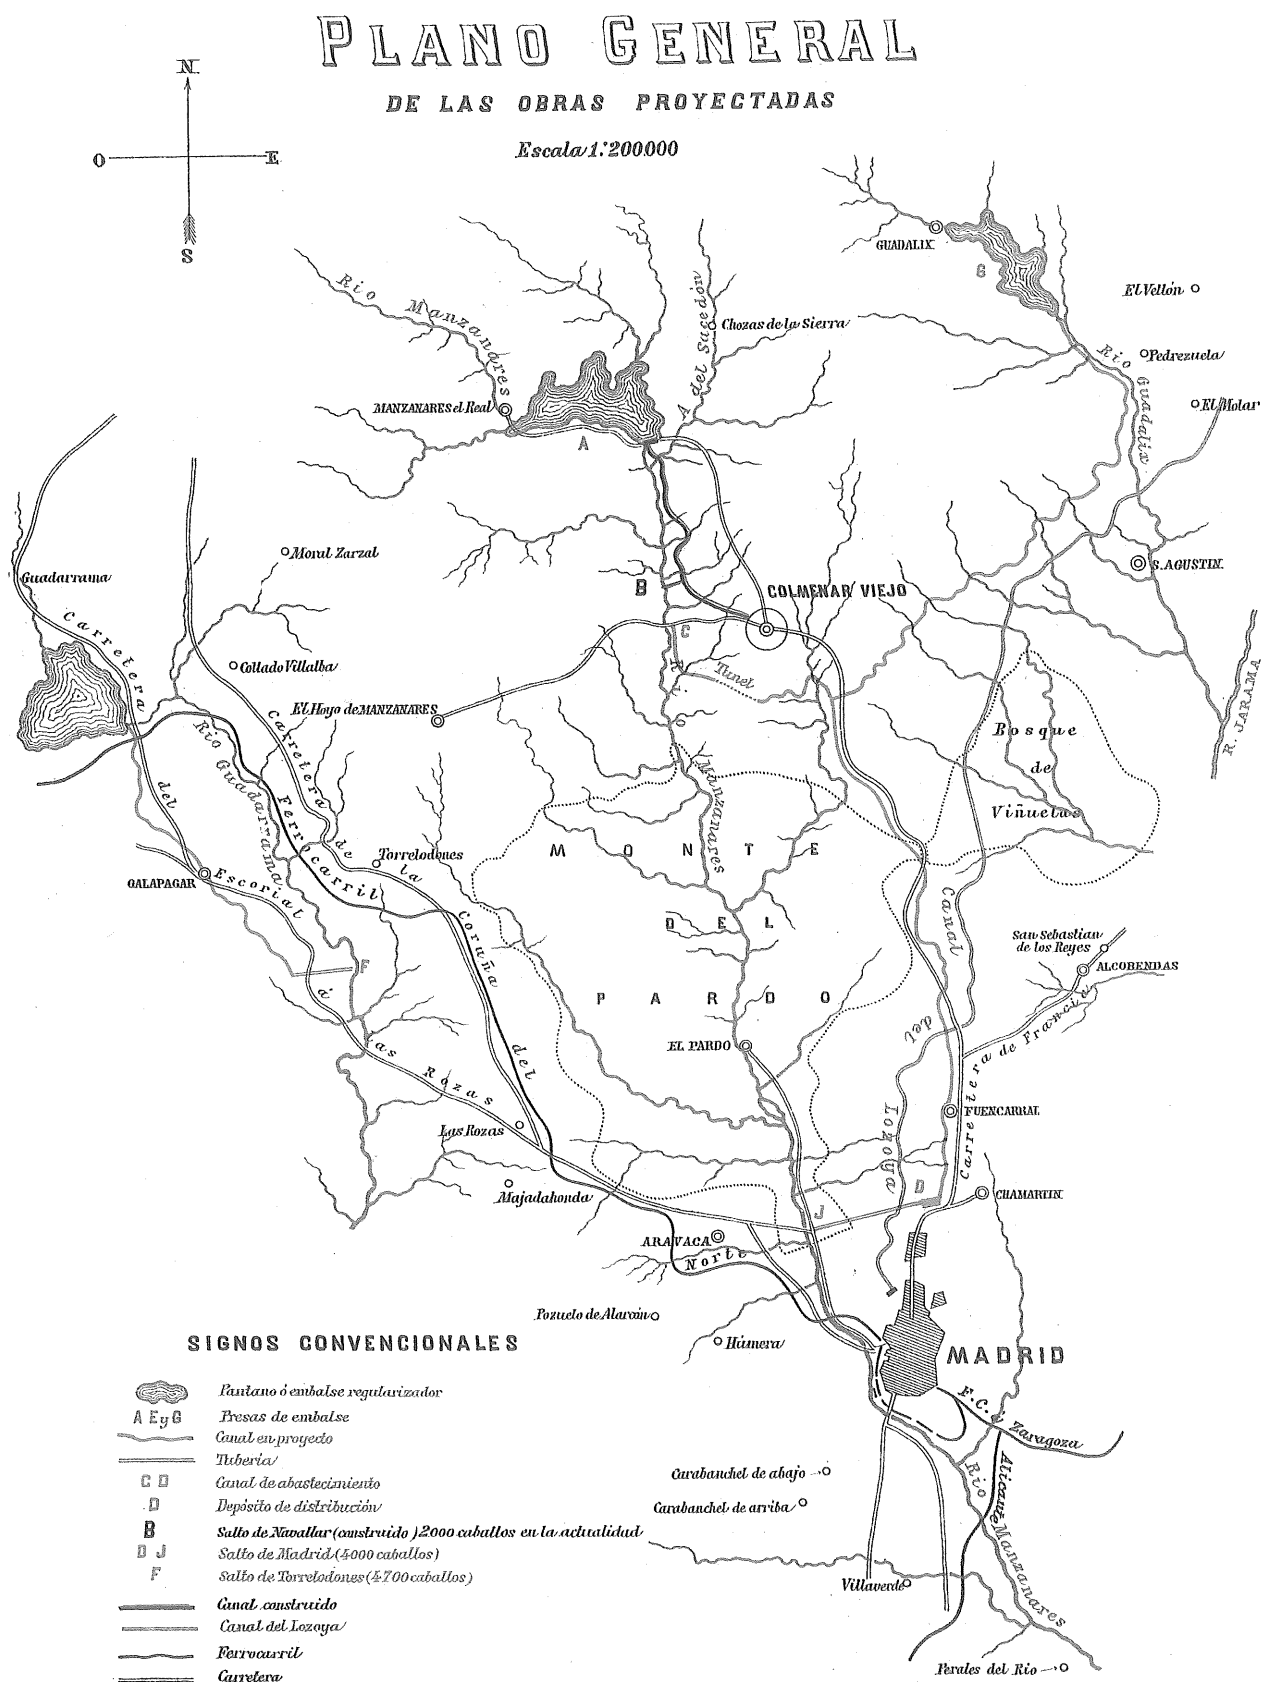 PLANO GENERAL
DE LAS OBRAS PROYECTADAS
Escala 1:200000
N.
O E
S
GUADALIX
G
El Vellón
Rio Manzanares
A del Sucedón
Chozas de la Sierra
Rio Guadalix
Pedrezuela
El Molar
MANZANARES el Real
A
Moral Zarzal
S. AGUSTIN.
Guadarrama
B
COLMENAR VIEJO
Carretera
C
Collado Villalba
Tunel
R. JARAMA
El Hoyo de MANZANARES
RIO
Manzanares
Bosque
de
Viñuelas
Rio Guadarrama
Carretera de la Coruña
Ferrocarril del Norte
del
Torrelodones
MONTE
DEL
PARDO
GALAPAGAR
Escorial
á
las Rozas
F
Canal
del
Lozoya
San Sebastian
de los Reyes
ALCOBENDAS
Carretera de Francia
EL PARDO
FUENCARRAL
Las Rozas
Majadahonda
D
CHAMARTIN
J
ARAVACA
Pozuelo de Alarcón
Húmera
MADRID
F.C. á Zaragoza
Alicante
Rio Manzanares
Carabanchel de abajo
Carabanchel de arriba
Villaverde
Perales del Rio
SIGNOS CONVENCIONALES
Pantano ó embalse regularizador
A E y G Presas de embalse
Canal en proyecto
Tuberia
C D Canal de abastecimiento
D Depósito de distribución
B Salto de Navallar (construido) 2000 caballos en la actualidad
D J Salto de Madrid (4000 caballos)
F Salto de Torrelodones (4700 caballos)
Canal construido
Canal del Lozoya
Ferrocarril
Carretera